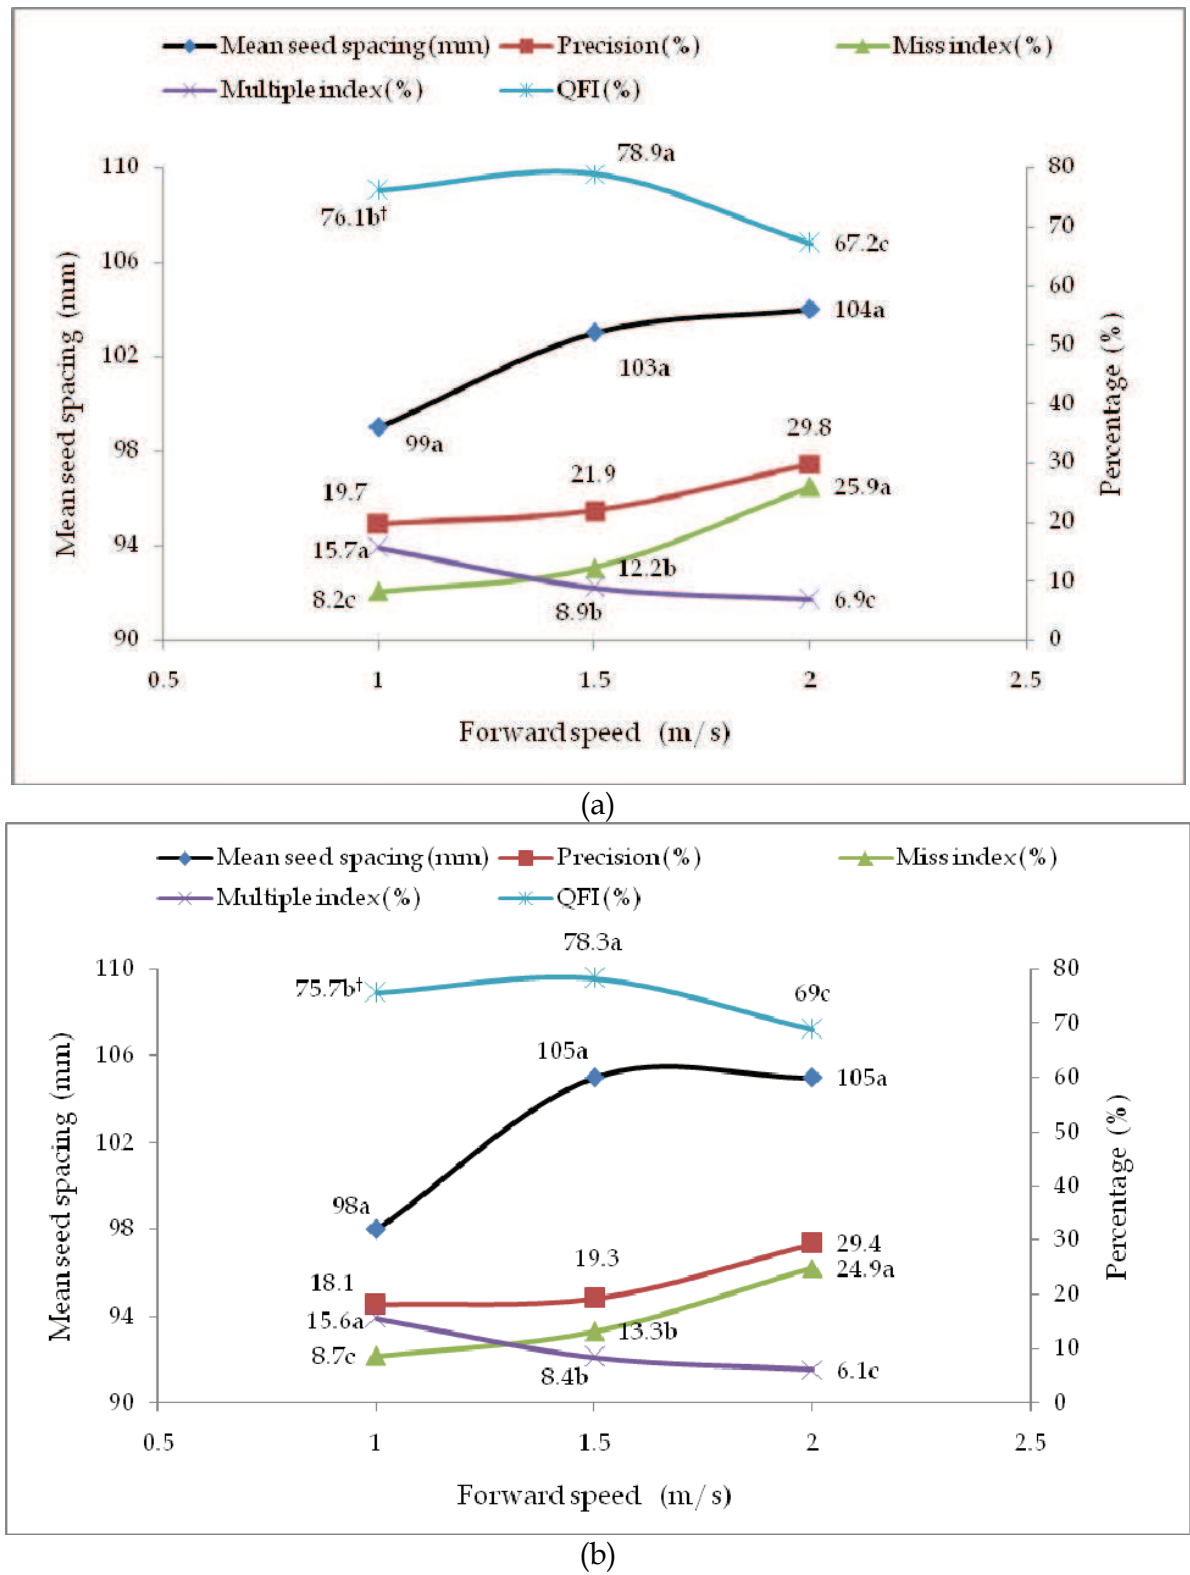 Mean seed spacing (mm) Precision (%) Miss index (%)
Multiple index (%) QFI (%)
78.9a
110 80
76.1b†
70
67.2c
106
60
104a
102 50
103a
40
29.8
99a
98
30
21.9
25.9a
19.7
20
15.7a
94
12.2b
10
8.2c 8.9b 6.9c
90 0
0.5 1 1.5 2 2.5
Forward speed (m/s)
Mean seed spacing (mm)
Percentage (%)
(a)
Mean seed spacing (mm) Precision (%) Miss index (%)
Multiple index (%) QFI (%)
78.3a
110 80
75.7b†
69c
70
106
105a
60
105a
102
50
40
98a
98
30
29.4
19.3
24.9a
18.1
20
15.6a
94
13.3b
8.7c
10
8.4b 6.1c
90 0
0.5 1 1.5 2 2.5
Forward speed (m/s)
Mean seed spacing (mm)
Percentage (%)
(b)